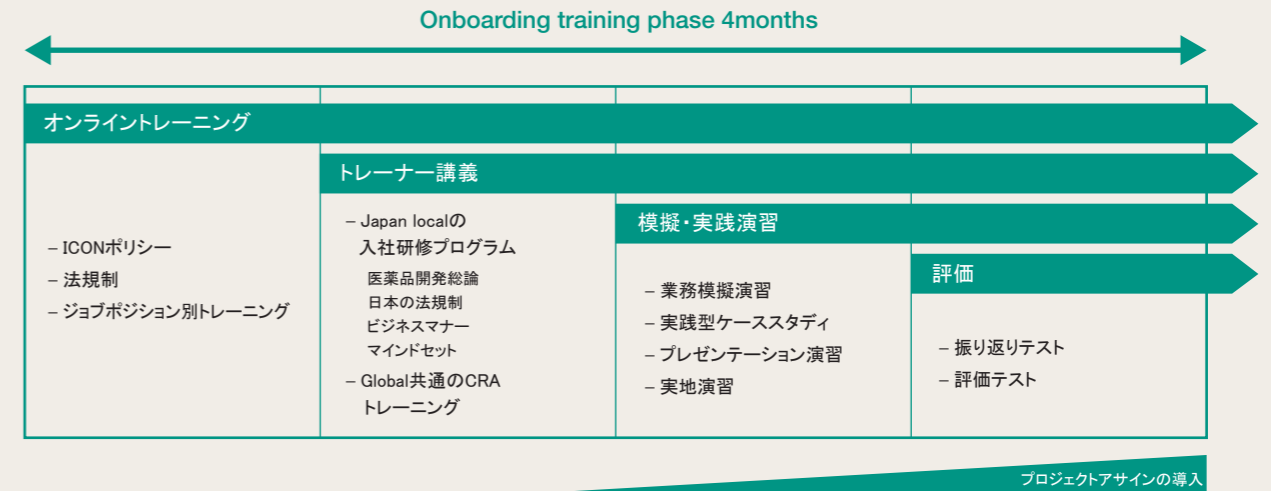 Onboarding training phase 4months
オンライントレーニング
– ICONポリシー
– 法規制
– ジョブポジション別トレーニング
トレーナー講義
– Japan localの
入社研修プログラム
医薬品開発総論
日本の法規制
ビジネスマナー
マインドセット
– Global共通のCRA
トレーニング
模擬・実践演習
– 業務模擬演習
– 実践型ケーススタディ
– プレゼンテーション演習
– 実地演習
評価
– 振り返りテスト
– 評価テスト
プロジェクトアサインの導入